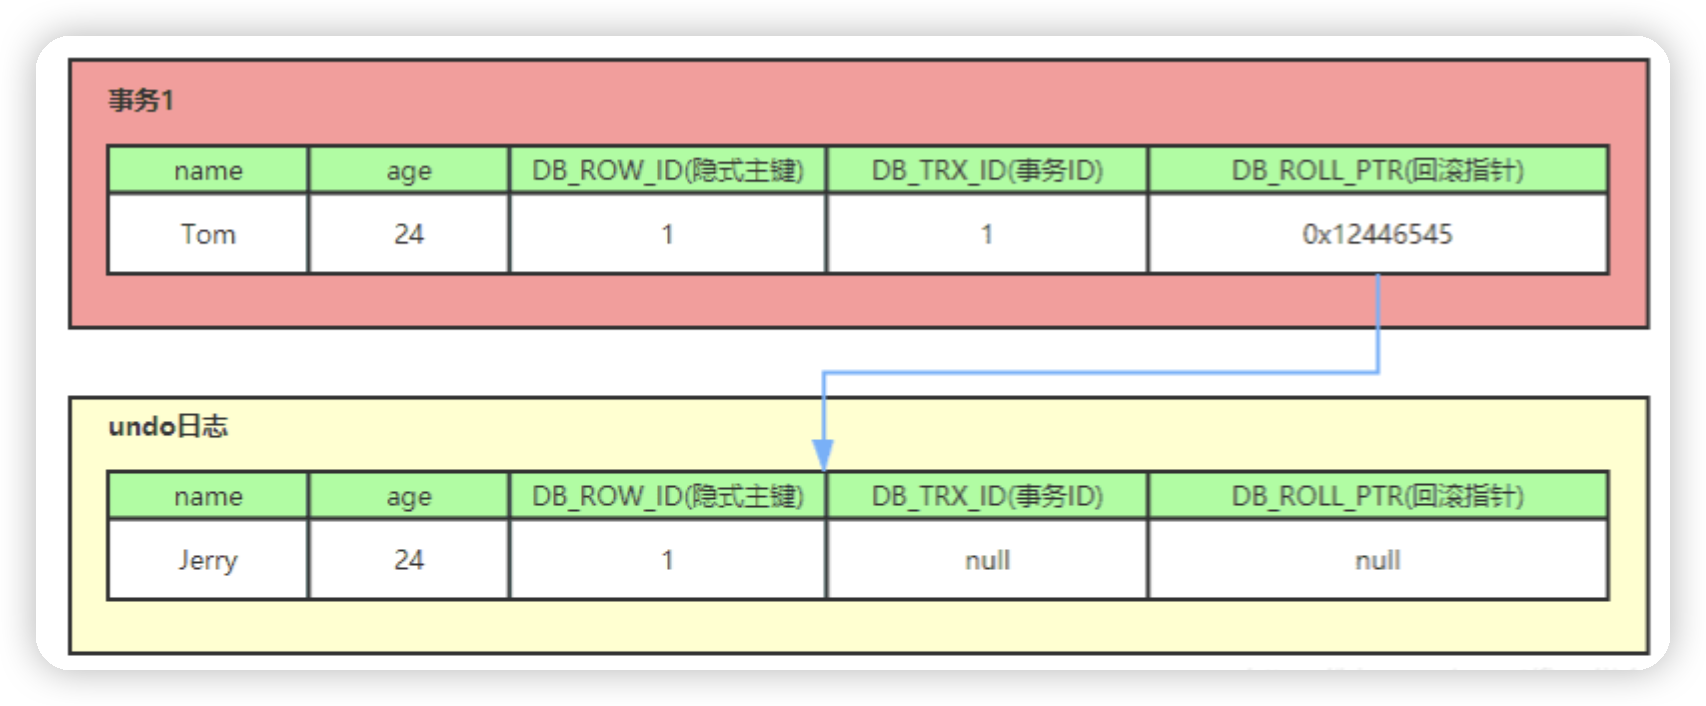 事务1
name age DB_ROW_ID(隐式主键) DB_TRX_ID(事务ID) DB_ROLL_PTR(回滚指针)
Tom 24 1 1 0x12446545
undo日志
name age DB_ROW_ID(隐式主键) DB_TRX_ID(事务ID) DB_ROLL_PTR(回滚指针)
Jerry 24 1 null null